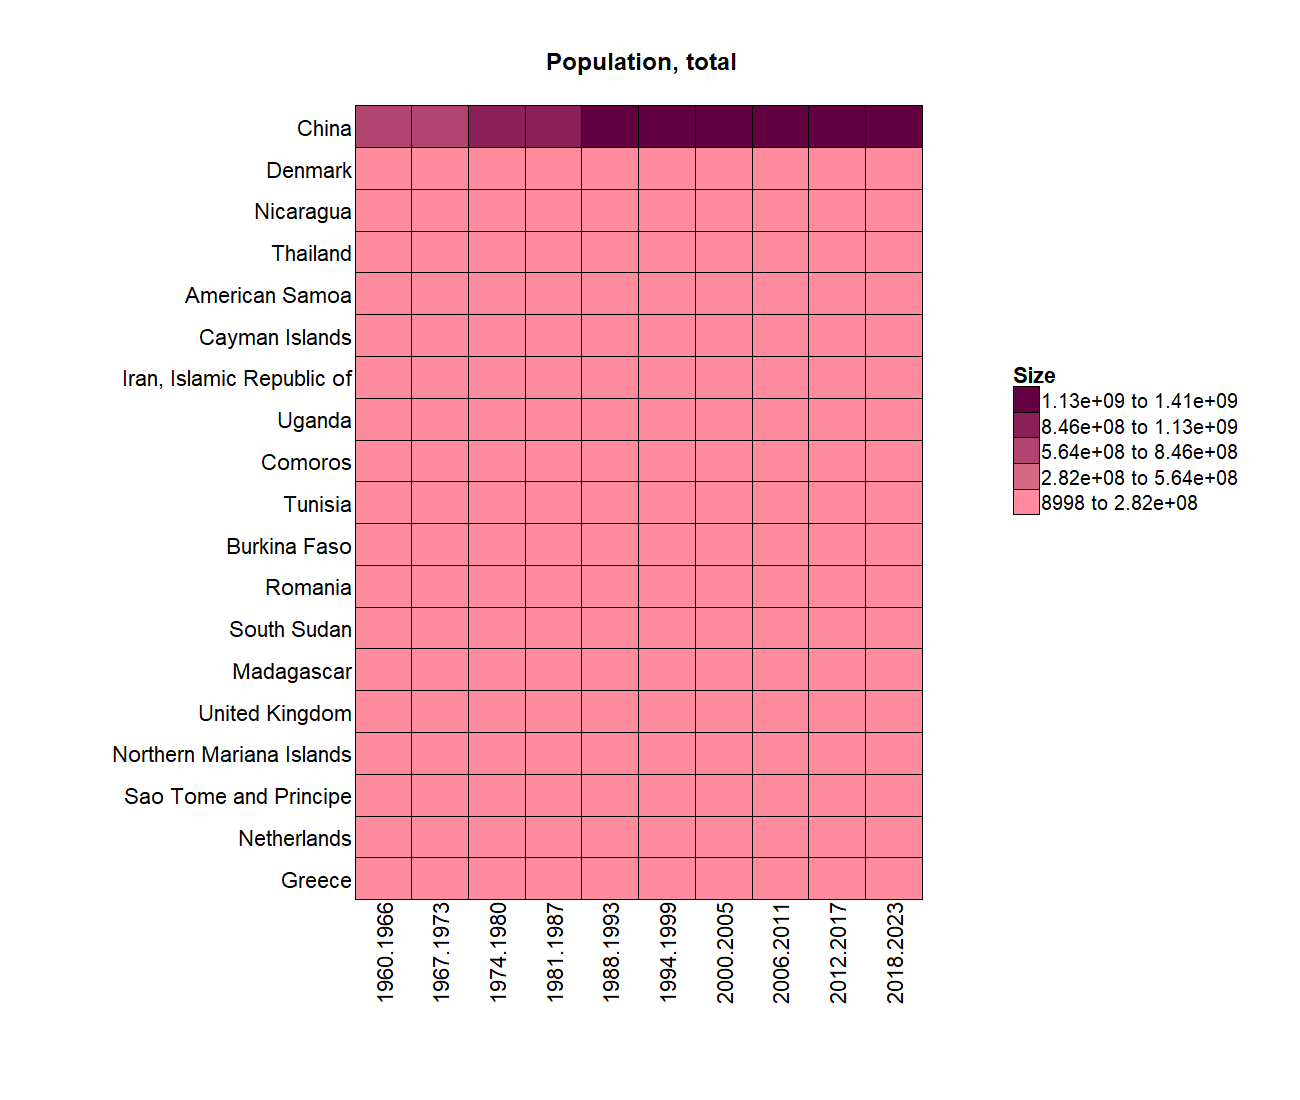 Population, total
China
Denmark
Nicaragua
Thailand
American Samoa
Cayman Islands
Iran, Islamic Republic of
Uganda
Comoros
Tunisia
Burkina Faso
Romania
South Sudan
Madagascar
United Kingdom
Northern Mariana Islands
Sao Tome and Principe
Netherlands
Greece
1960.1966
1967.1973
1974.1980
1981.1987
1988.1993
1994.1999
2000.2005
2006.2011
2012.2017
2018.2023
Size
1.13e+09 to 1.41e+09
8.46e+08 to 1.13e+09
5.64e+08 to 8.46e+08
2.82e+08 to 5.64e+08
8998 to 2.82e+08